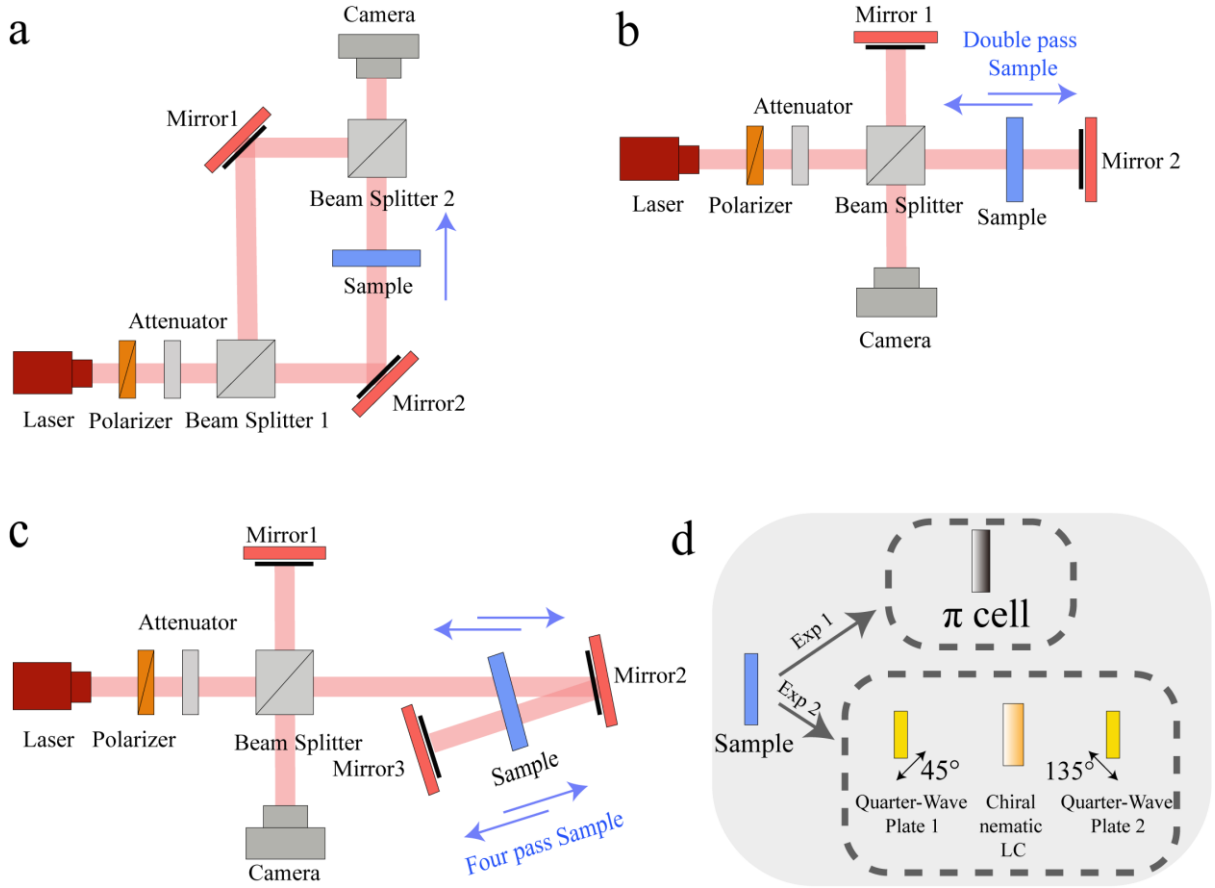 a
Camera
Mirror1
Beam Splitter 2
Sample
Attenuator
Laser
Polarizer
Beam Splitter 1
Mirror2
b
Mirror 1
Double pass
Sample
Attenuator
Mirror 2
Laser
Polarizer
Beam Splitter
Sample
Camera
c
Mirror1
Attenuator
Mirror2
Laser
Polarizer
Beam Splitter
Mirror3
Sample
Four pass Sample
Camera
d
π cell
Exp 1
Exp 2
Sample
45°
135°
Quarter-Wave
Plate 1
Chiral
nematic
LC
Quarter-Wave
Plate 2